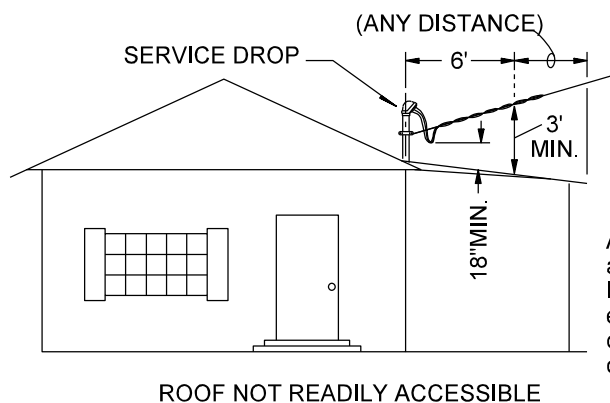 (ANY DISTANCE)
SERVICE DROP
6'
3'
MIN.
18"MIN.
ROOF NOT READILY ACCESSIBLE